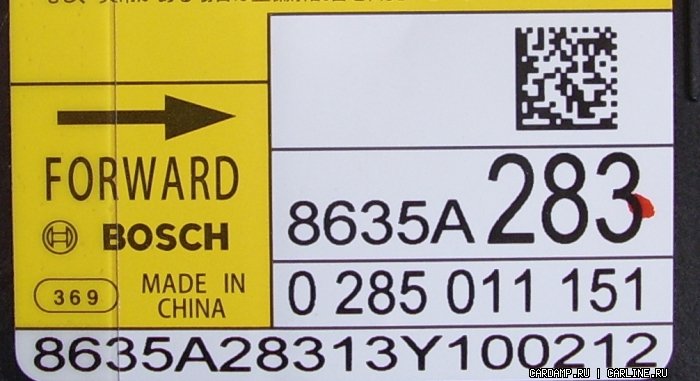 FORWARD
BOSCH
369
MADE IN
CHINA
8635A 283
0 285 011 151
8635A28313Y100212
CARDAMP.RU | CARLINE.RU